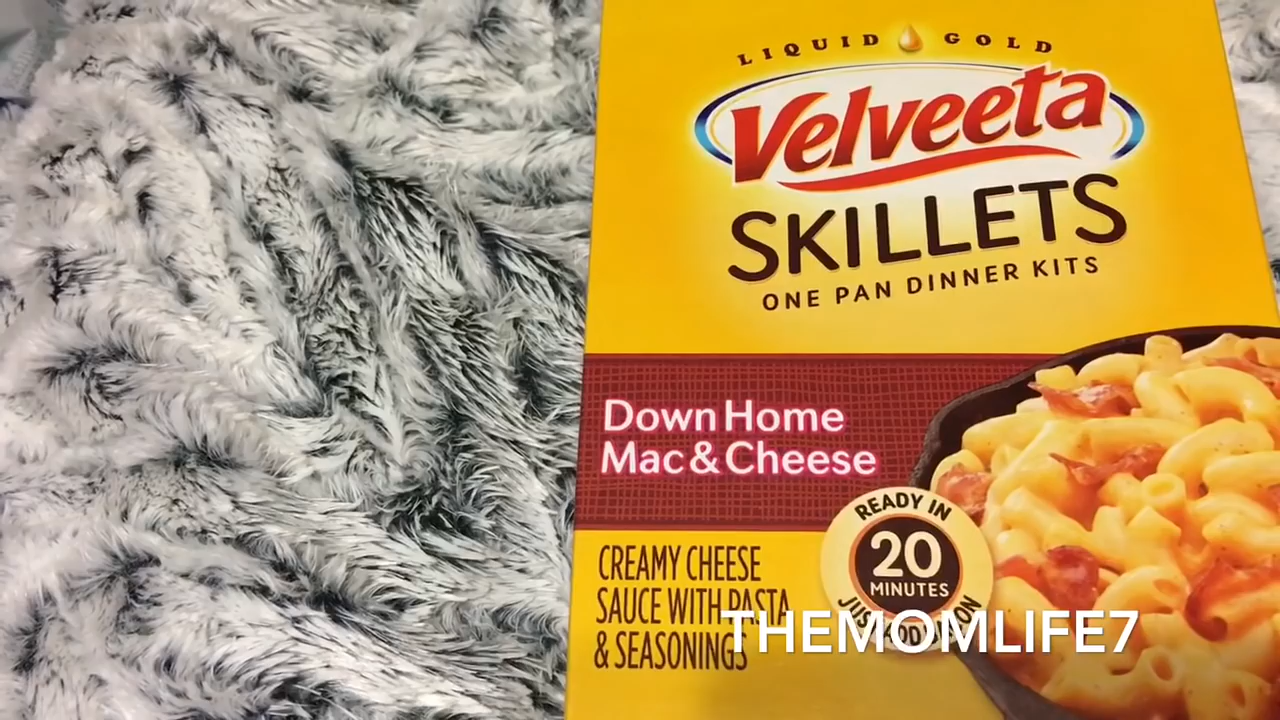 LIQUID GOLD
Velveeta
SKILLETS
ONE PAN DINNER KITS
Down Home
Mac & Cheese
READY IN
20
MINUTES
CREAMY CHEESE
SAUCE WITH PASTA
& SEASONINGS
THEMOMLIFE7